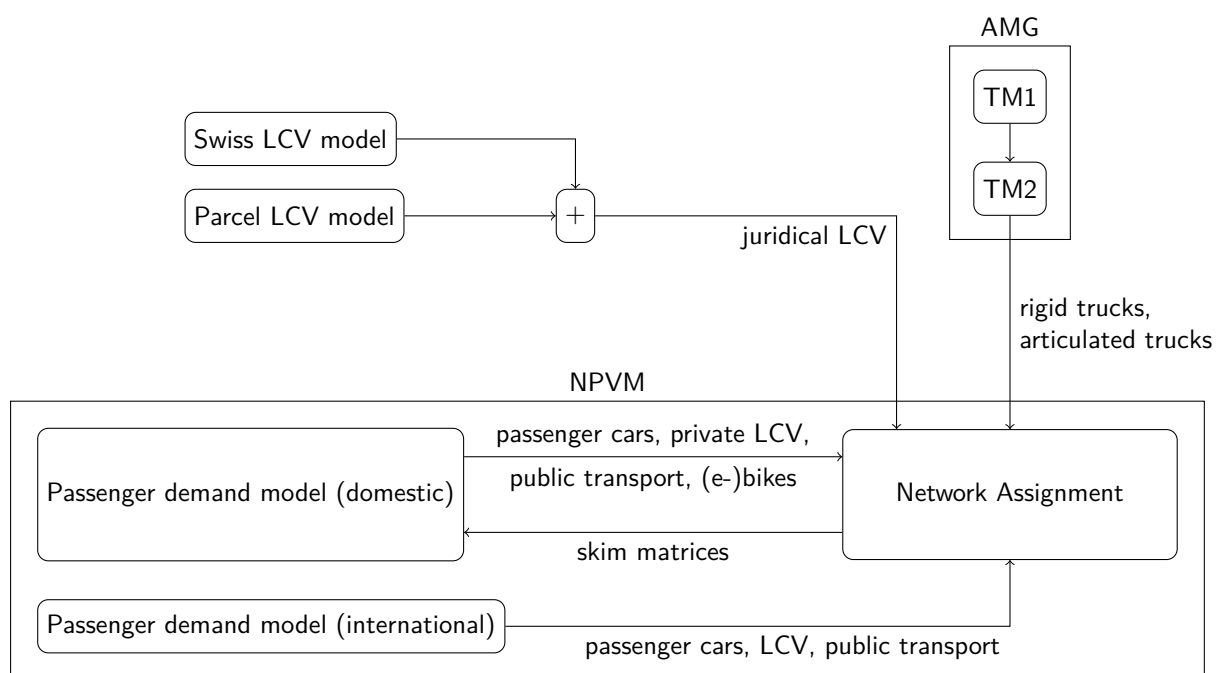 AMG
TM1
Swiss LCV model
TM2
Parcel LCV model
+
juridical LCV
rigid trucks,
articulated trucks
NPVM
passenger cars, private LCV,
public transport, (e-)bikes
Passenger demand model (domestic)
Network Assignment
skim matrices
Passenger demand model (international)
passenger cars, LCV, public transport